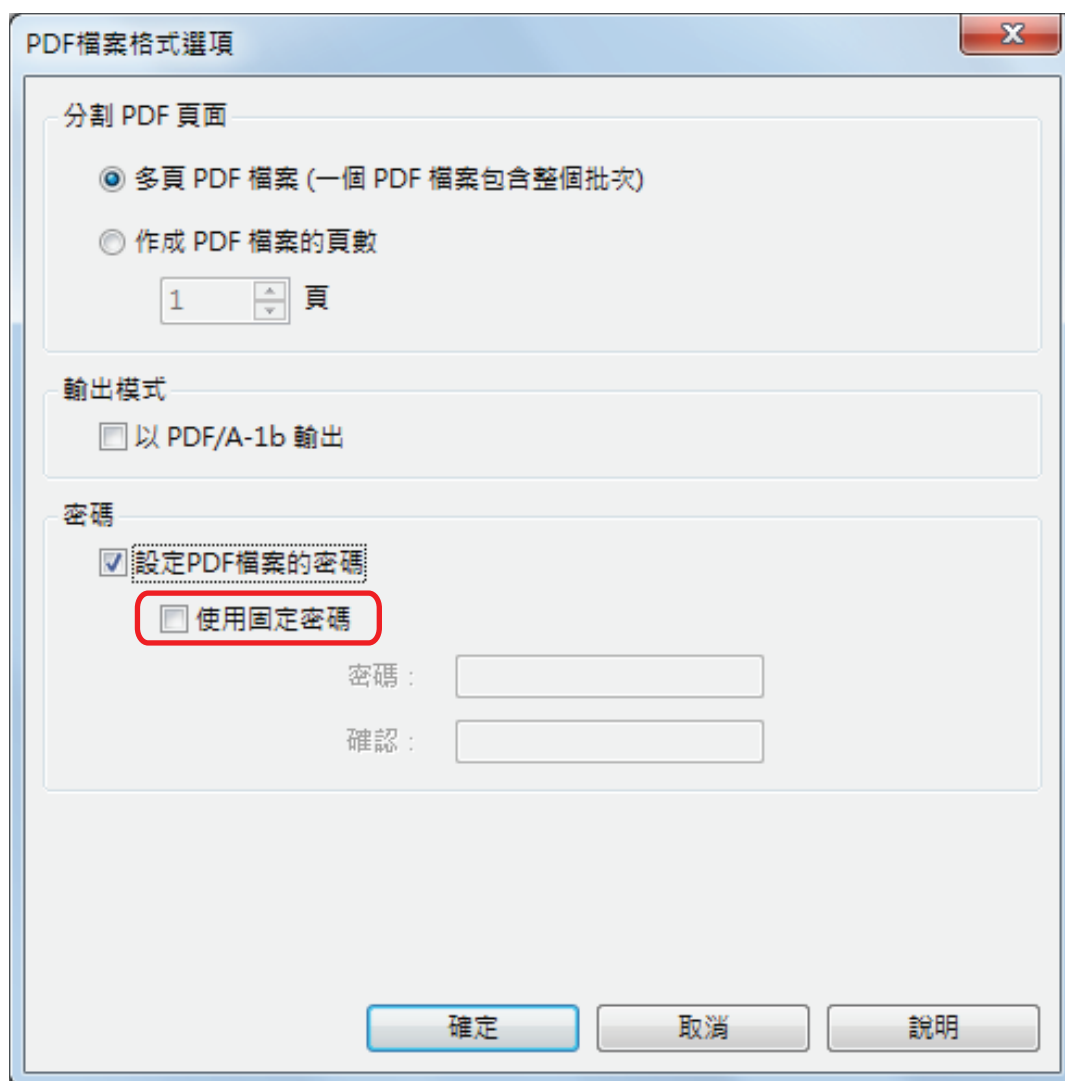 PDF檔案格式選項
分割 PDF 頁面
多頁 PDF 檔案 (一個 PDF 檔案包含整個批次)
作成 PDF 檔案的頁數
1 頁
輸出模式
以 PDF/A-1b 輸出
密碼
設定PDF檔案的密碼
使用固定密碼
密碼：
確認：
確定 取消 說明